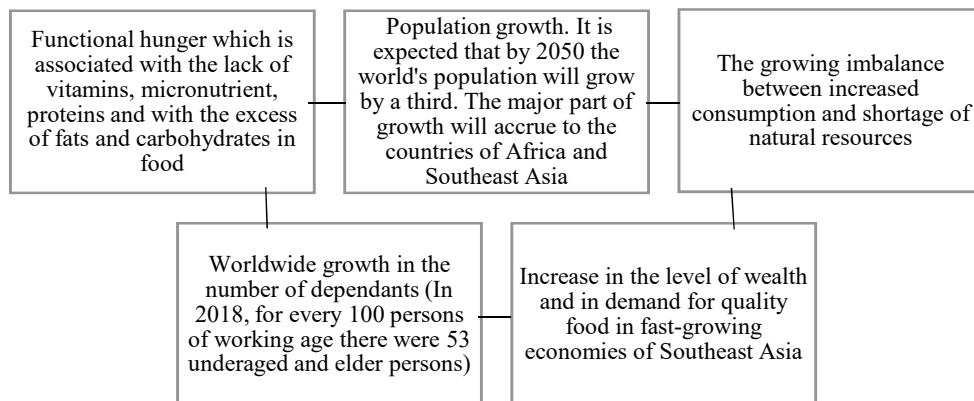 Functional hunger which is
associated with the lack of
vitamins, micronutrient,
proteins and with the excess
of fats and carbohydrates in
food
Population growth. It is
expected that by 2050 the
world's population will grow
by a third. The major part of
growth will accrue to the
countries of Africa and
Southeast Asia
The growing imbalance
between increased
consumption and shortage of
natural resources
Worldwide growth in the
number of dependants (In
2018, for every 100 persons
of working age there were 53
underaged and elder persons)
Increase in the level of wealth
and in demand for quality
food in fast-growing
economies of Southeast Asia